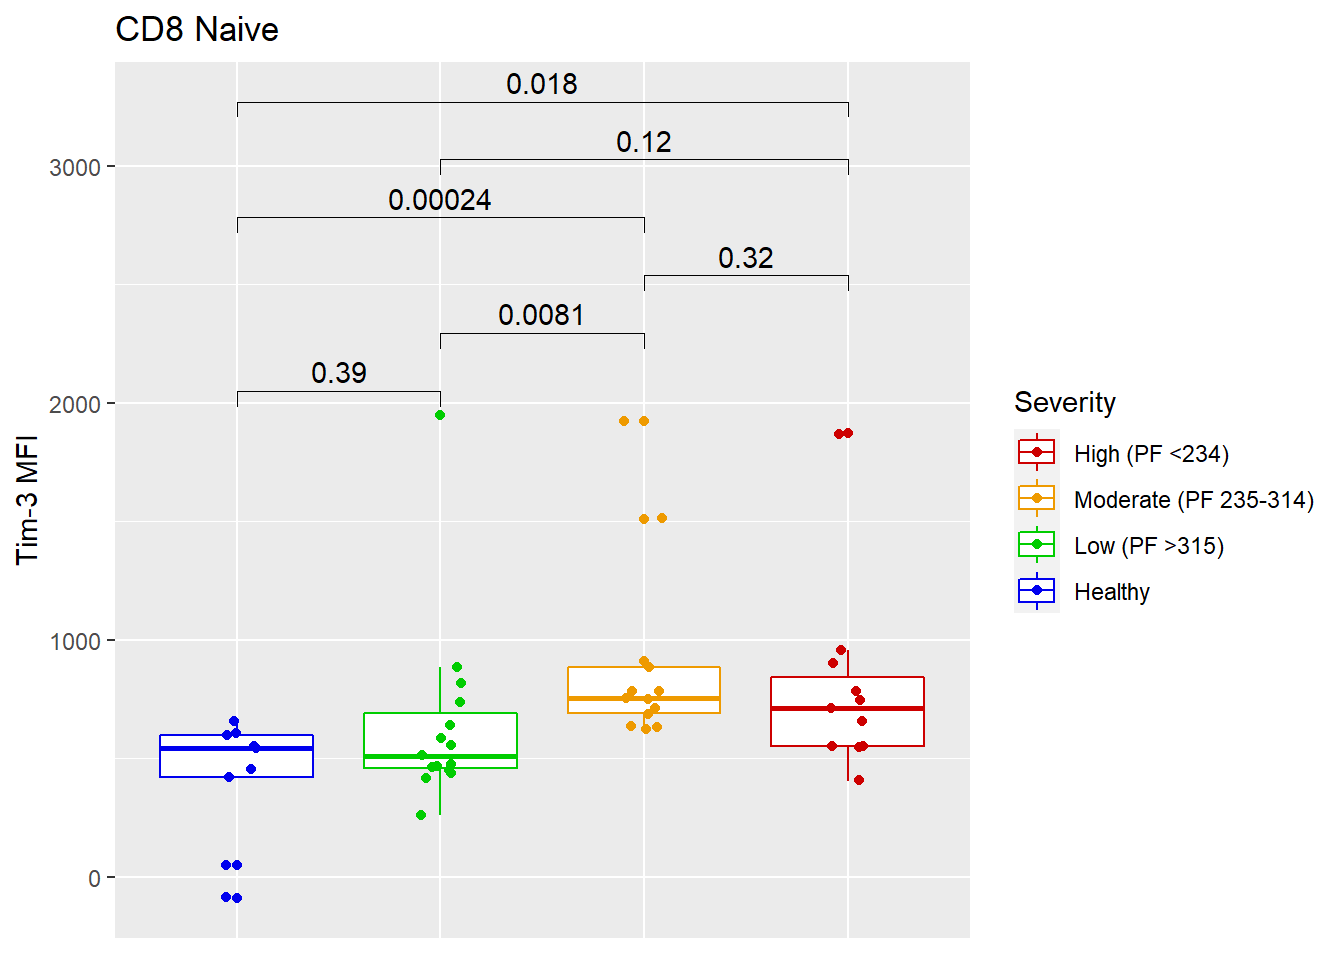 CD8 Naive
0.018
0.12
3000
0.00024
0.32
0.0081
0.39
2000
Tim-3 MFI
1000
0
Severity
High (PF <234)
Moderate (PF 235-314)
Low (PF >315)
Healthy